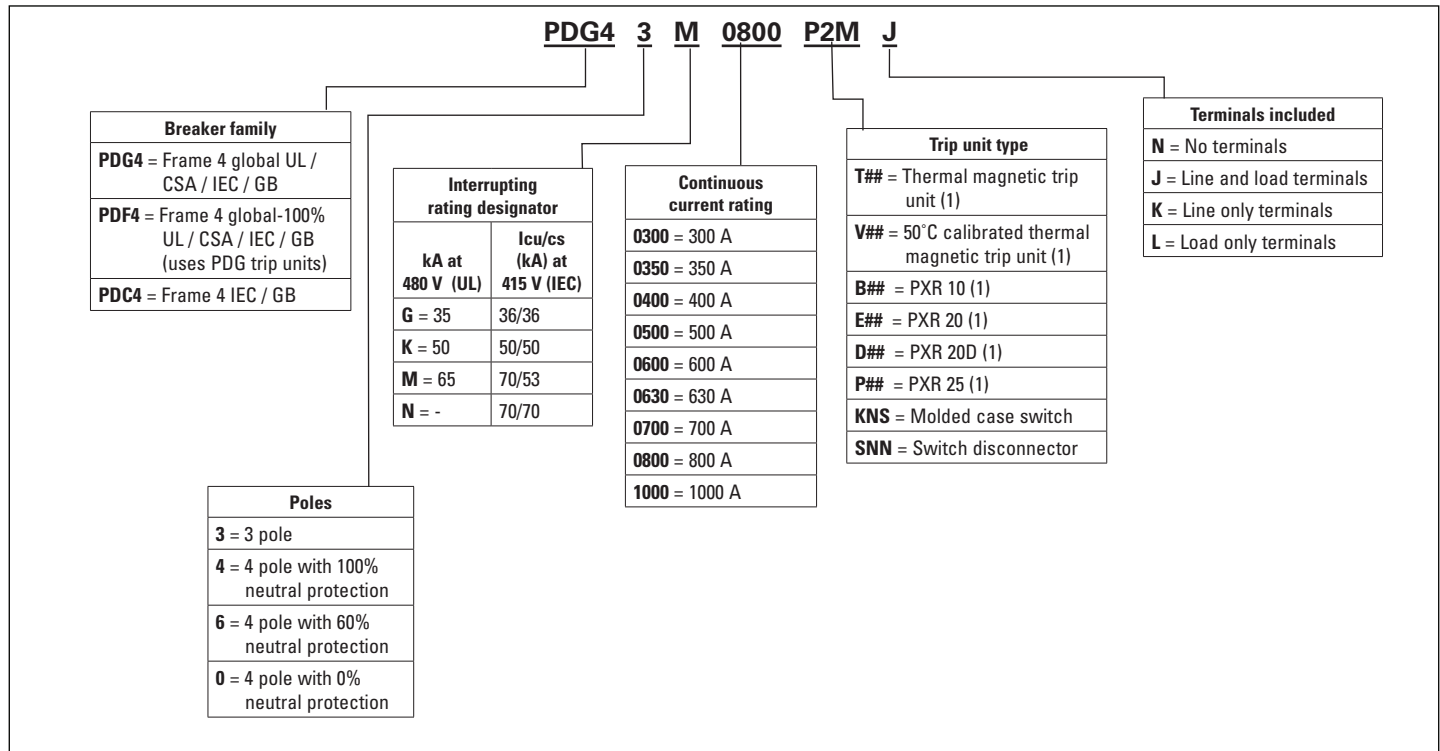 PDG4 3 M 0800 P2M J
Breaker family
PDG4 = Frame 4 global UL /
CSA / IEC / GB
PDF4 = Frame 4 global-100%
UL / CSA / IEC / GB
(uses PDG trip units)
PDC4 = Frame 4 IEC / GB
Poles
3 = 3 pole
4 = 4 pole with 100%
neutral protection
6 = 4 pole with 60%
neutral protection
0 = 4 pole with 0%
neutral protection
Interrupting
rating designator
kA at
480 V (UL)
Icu/cs
(kA) at
415 V (IEC)
G = 35 36/36
K = 50 50/50
M = 65 70/53
N = - 70/70
Continuous
current rating
0300 = 300 A
0350 = 350 A
0400 = 400 A
0500 = 500 A
0600 = 600 A
0630 = 630 A
0700 = 700 A
0800 = 800 A
1000 = 1000 A
Trip unit type
T## = Thermal magnetic trip
unit (1)
V## = 50˚C calibrated thermal
magnetic trip unit (1)
B## = PXR 10 (1)
E## = PXR 20 (1)
D## = PXR 20D (1)
P## = PXR 25 (1)
KNS = Molded case switch
SNN = Switch disconnector
Terminals included
N = No terminals
J = Line and load terminals
K = Line only terminals
L = Load only terminals